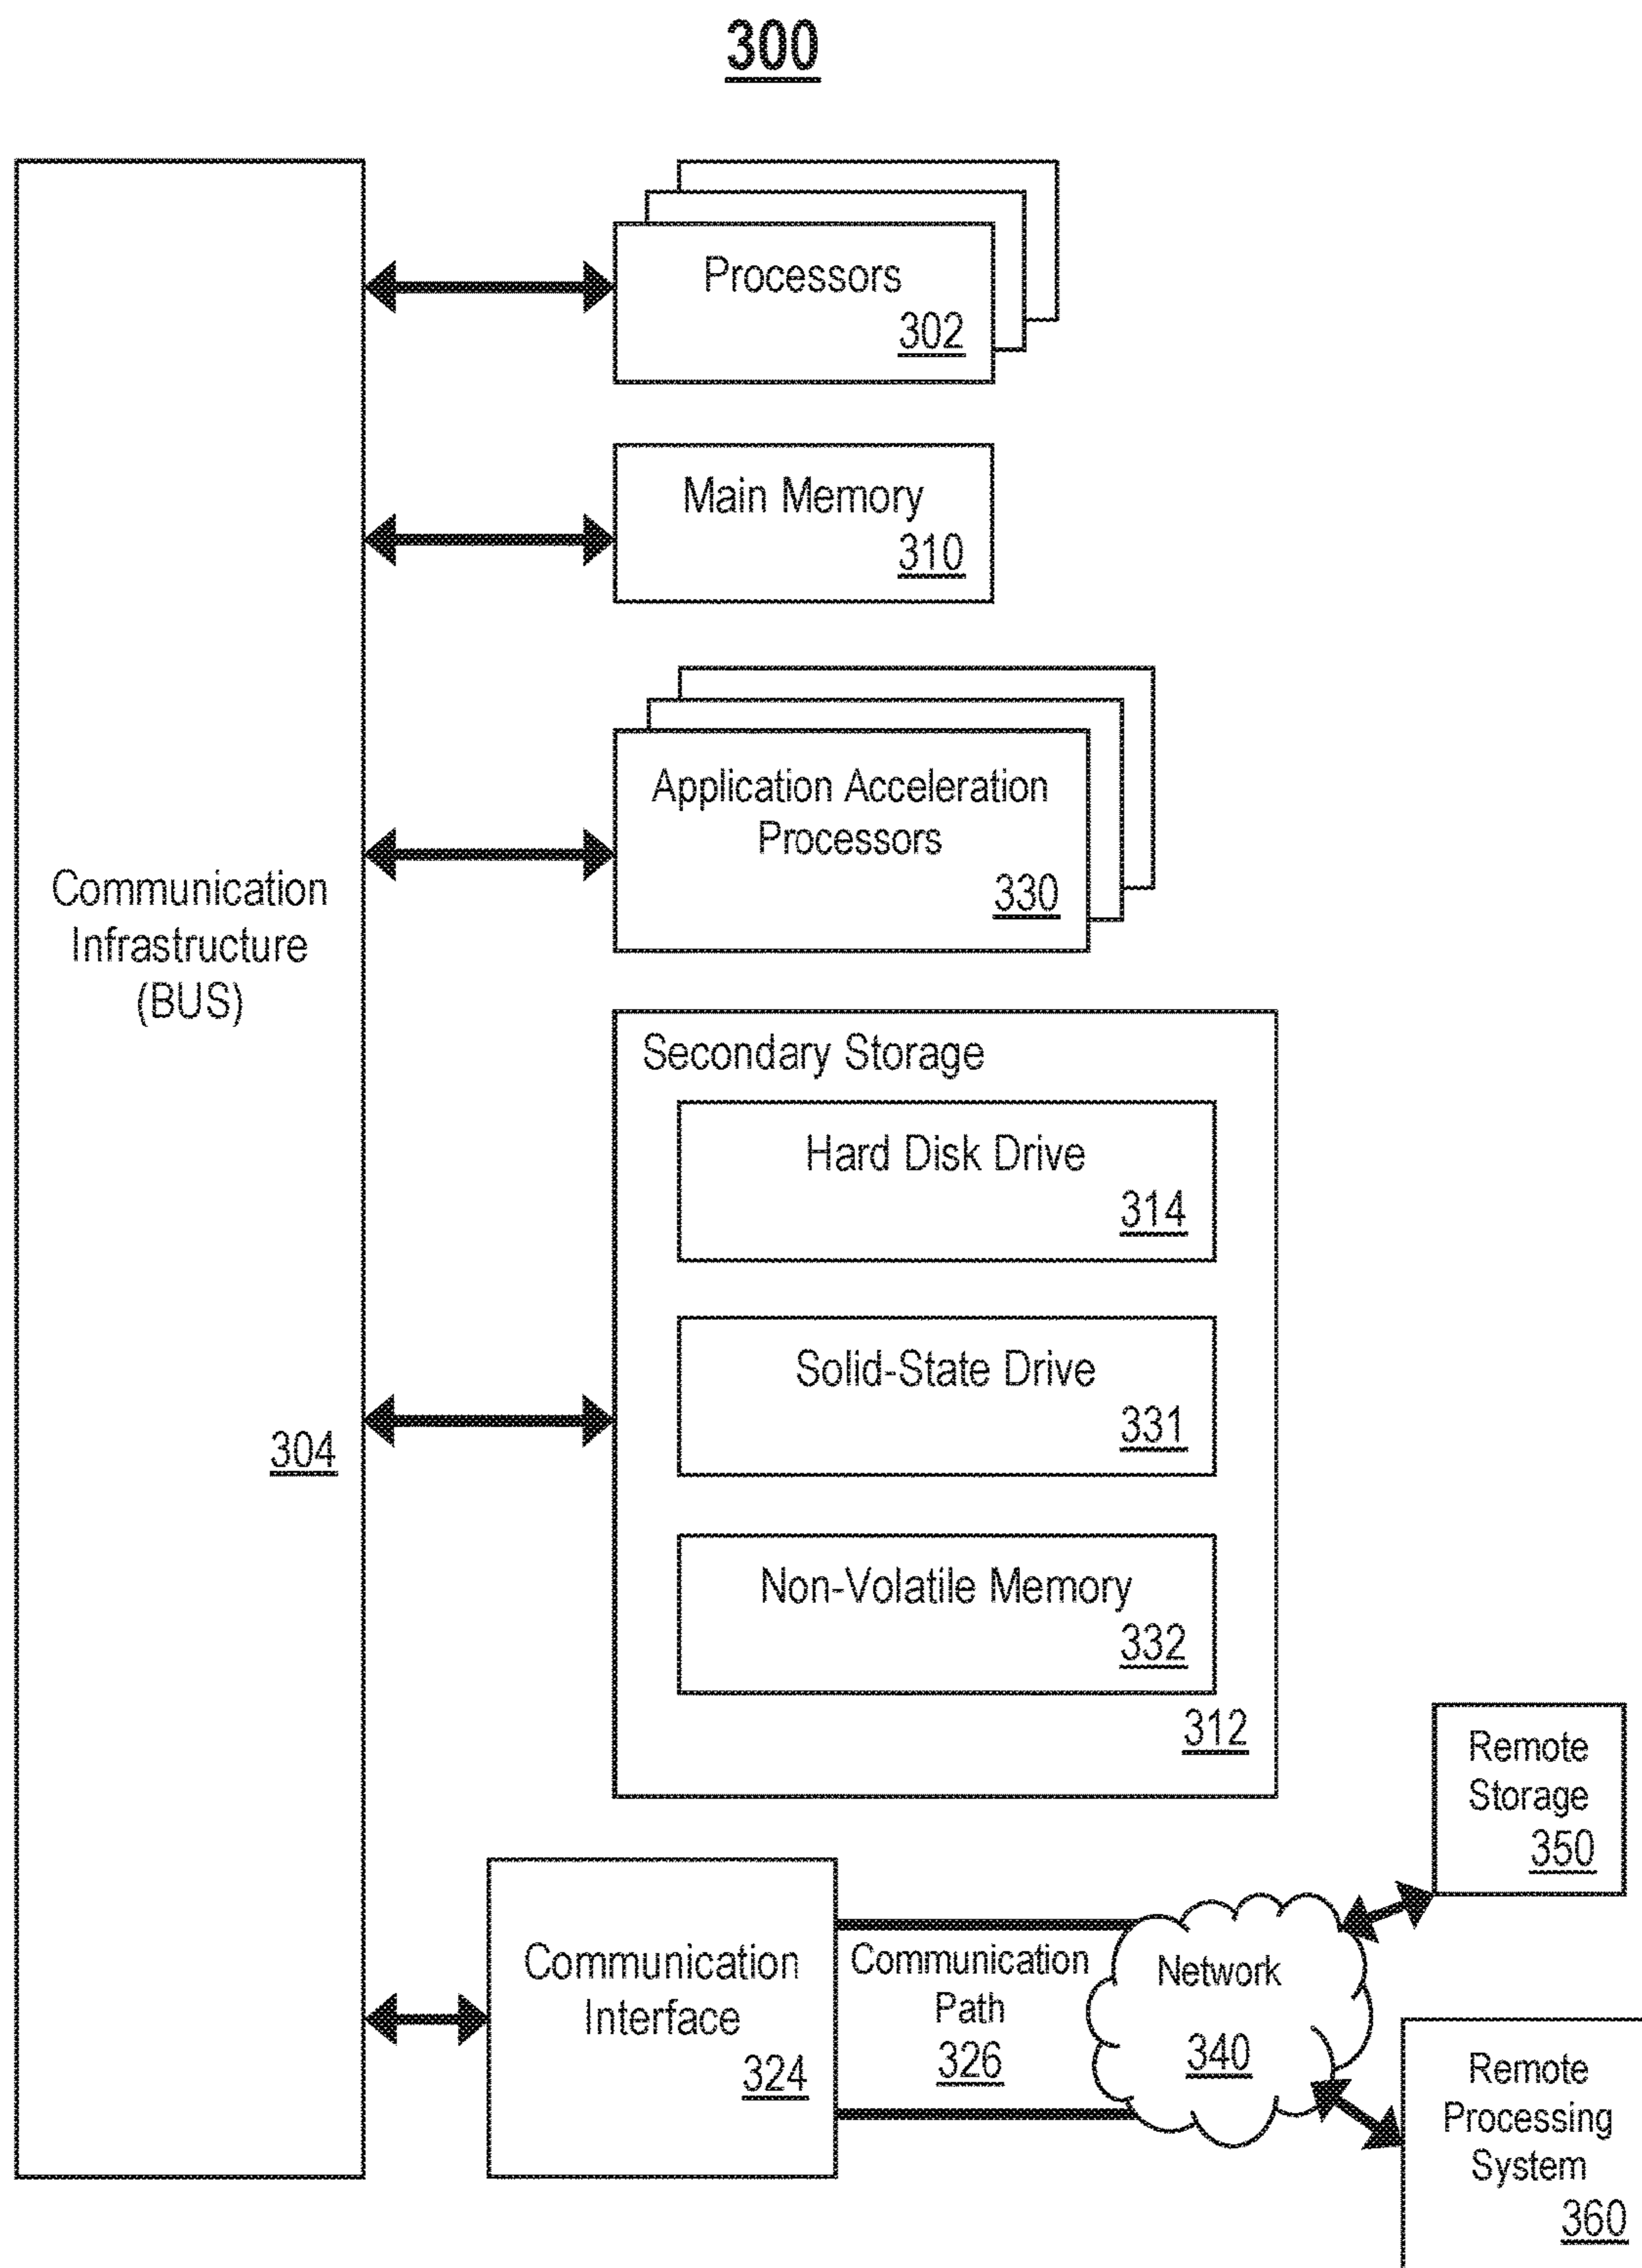 300
Processors
302
Main Memory
310
Application Acceleration
Processors
330
Communication
Infrastructure
(BUS)
304
Secondary Storage
Hard Disk Drive
314
Solid-State Drive
331
Non-Volatile Memory
332
312
Remote
Storage
350
Communication
Interface
324
Communication
Path
326
Network
340
Remote
Processing
System
360